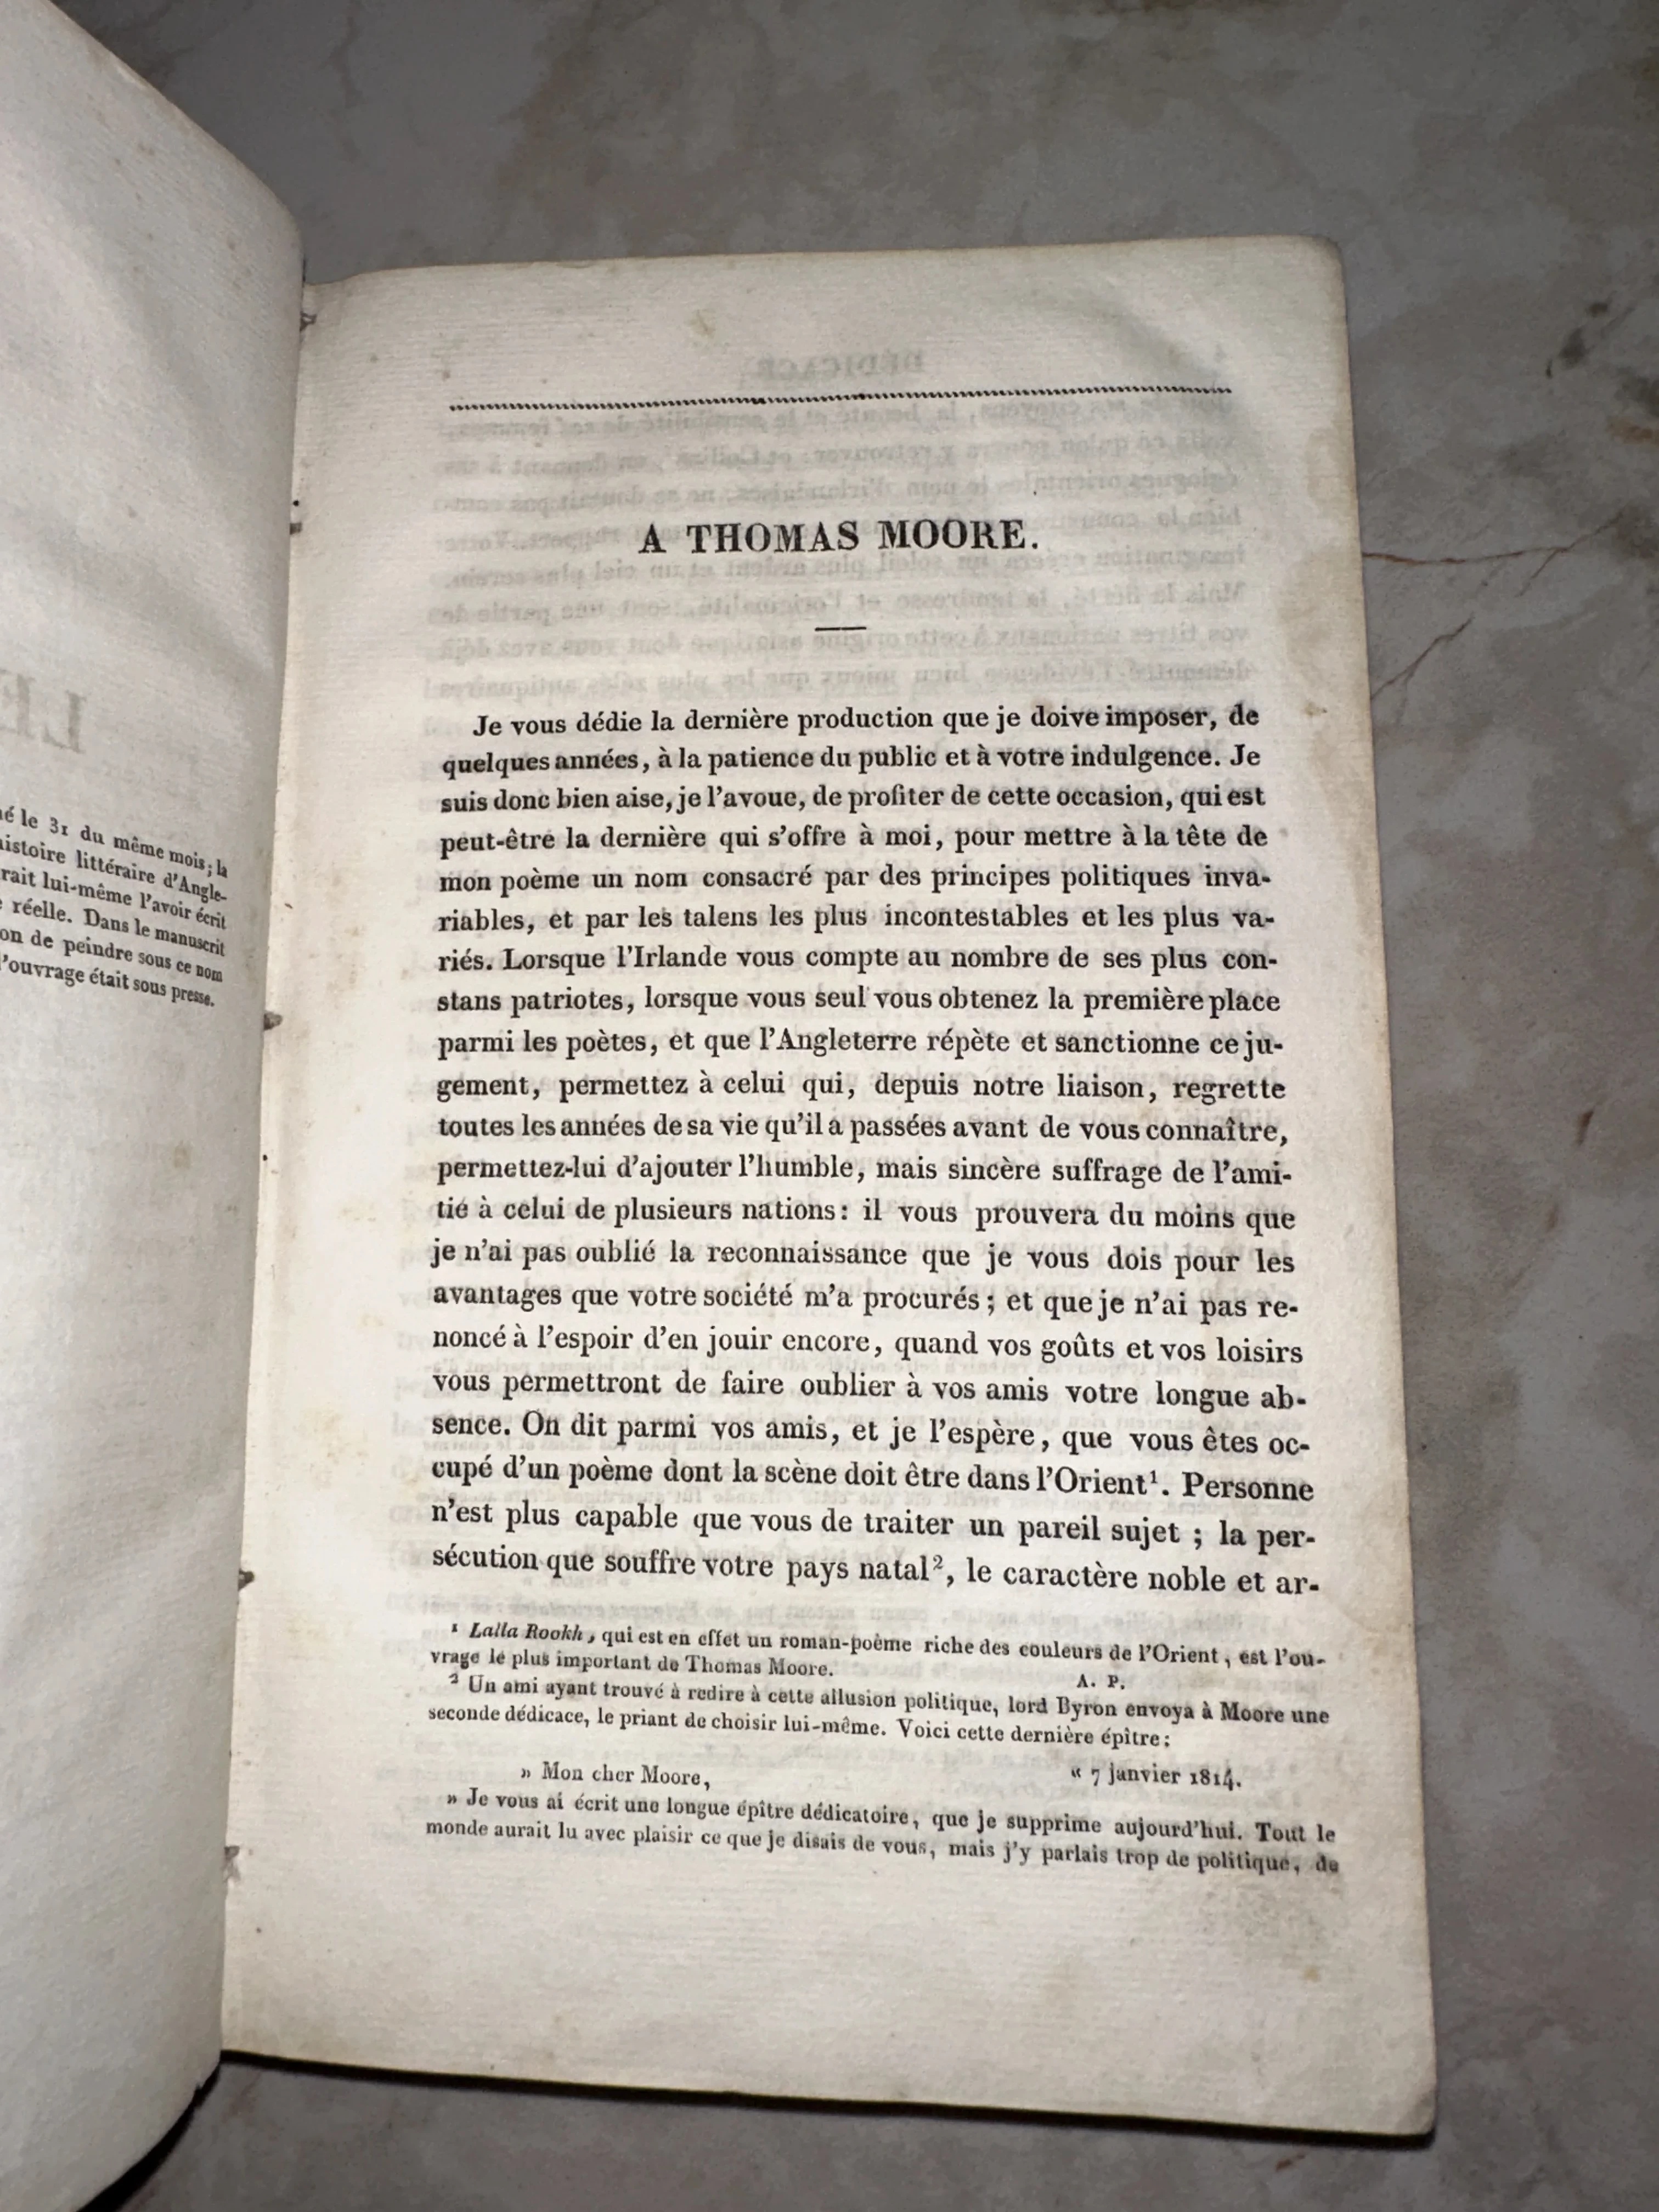 LE
é le 31 du même mois; la
histoire littéraire d'Angle-
rait lui-même l'avoir écrit
réelle. Dans le manuscrit
on de peindre sous ce nom
l'ouvrage était sous presse.
A THOMAS MOORE.
Je vous dédie la dernière production que je doive imposer, de
quelques années, à la patience du public et à votre indulgence. Je
suis donc bien aise, je l'avoue, de profiter de cette occasion, qui est
peut-être la dernière qui s'offre à moi, pour mettre à la tête de
mon poème un nom consacré par des principes politiques inva-
riables, et par les talens les plus incontestables et les plus va-
riés. Lorsque l'Irlande vous compte au nombre de ses plus con-
stans patriotes, lorsque vous seul vous obtenez la première place
parmi les poètes, et que l'Angleterre répète et sanctionne ce ju-
gement, permettez à celui qui, depuis notre liaison, regrette
toutes les années de sa vie qu'il a passées avant de vous connaître,
permettez-lui d'ajouter l'humble, mais sincère suffrage de l'ami-
tié à celui de plusieurs nations: il vous prouvera du moins que
je n'ai pas oublié la reconnaissance que je vous dois pour les
avantages que votre société m'a procurés; et que je n'ai pas re-
noncé à l'espoir d'en jouir encore, quand vos goûts et vos loisirs
vous permettront de faire oublier à vos amis votre longue ab-
sence. On dit parmi vos amis, et je l'espère, que vous êtes oc-
cupé d'un poème dont la scène doit être dans l'Orient¹. Personne
n'est plus capable que vous de traiter un pareil sujet; la per-
sécution que souffre votre pays natal², le caractère noble et ar-
¹ Lalla Rookh, qui est en effet un roman-poème riche des couleurs de l'Orient, est l'ou-
vrage le plus important de Thomas Moore. A. P.
² Un ami ayant trouvé à redire à cette allusion politique, lord Byron envoya à Moore une
seconde dédicace, le priant de choisir lui-même. Voici cette dernière épître:
» Mon cher Moore, « 7 janvier 1814.
» Je vous ai écrit une longue épître dédicatoire, que je supprime aujourd'hui. Tout le
monde aurait lu avec plaisir ce que je disais de vous, mais j'y parlais trop de politique, de